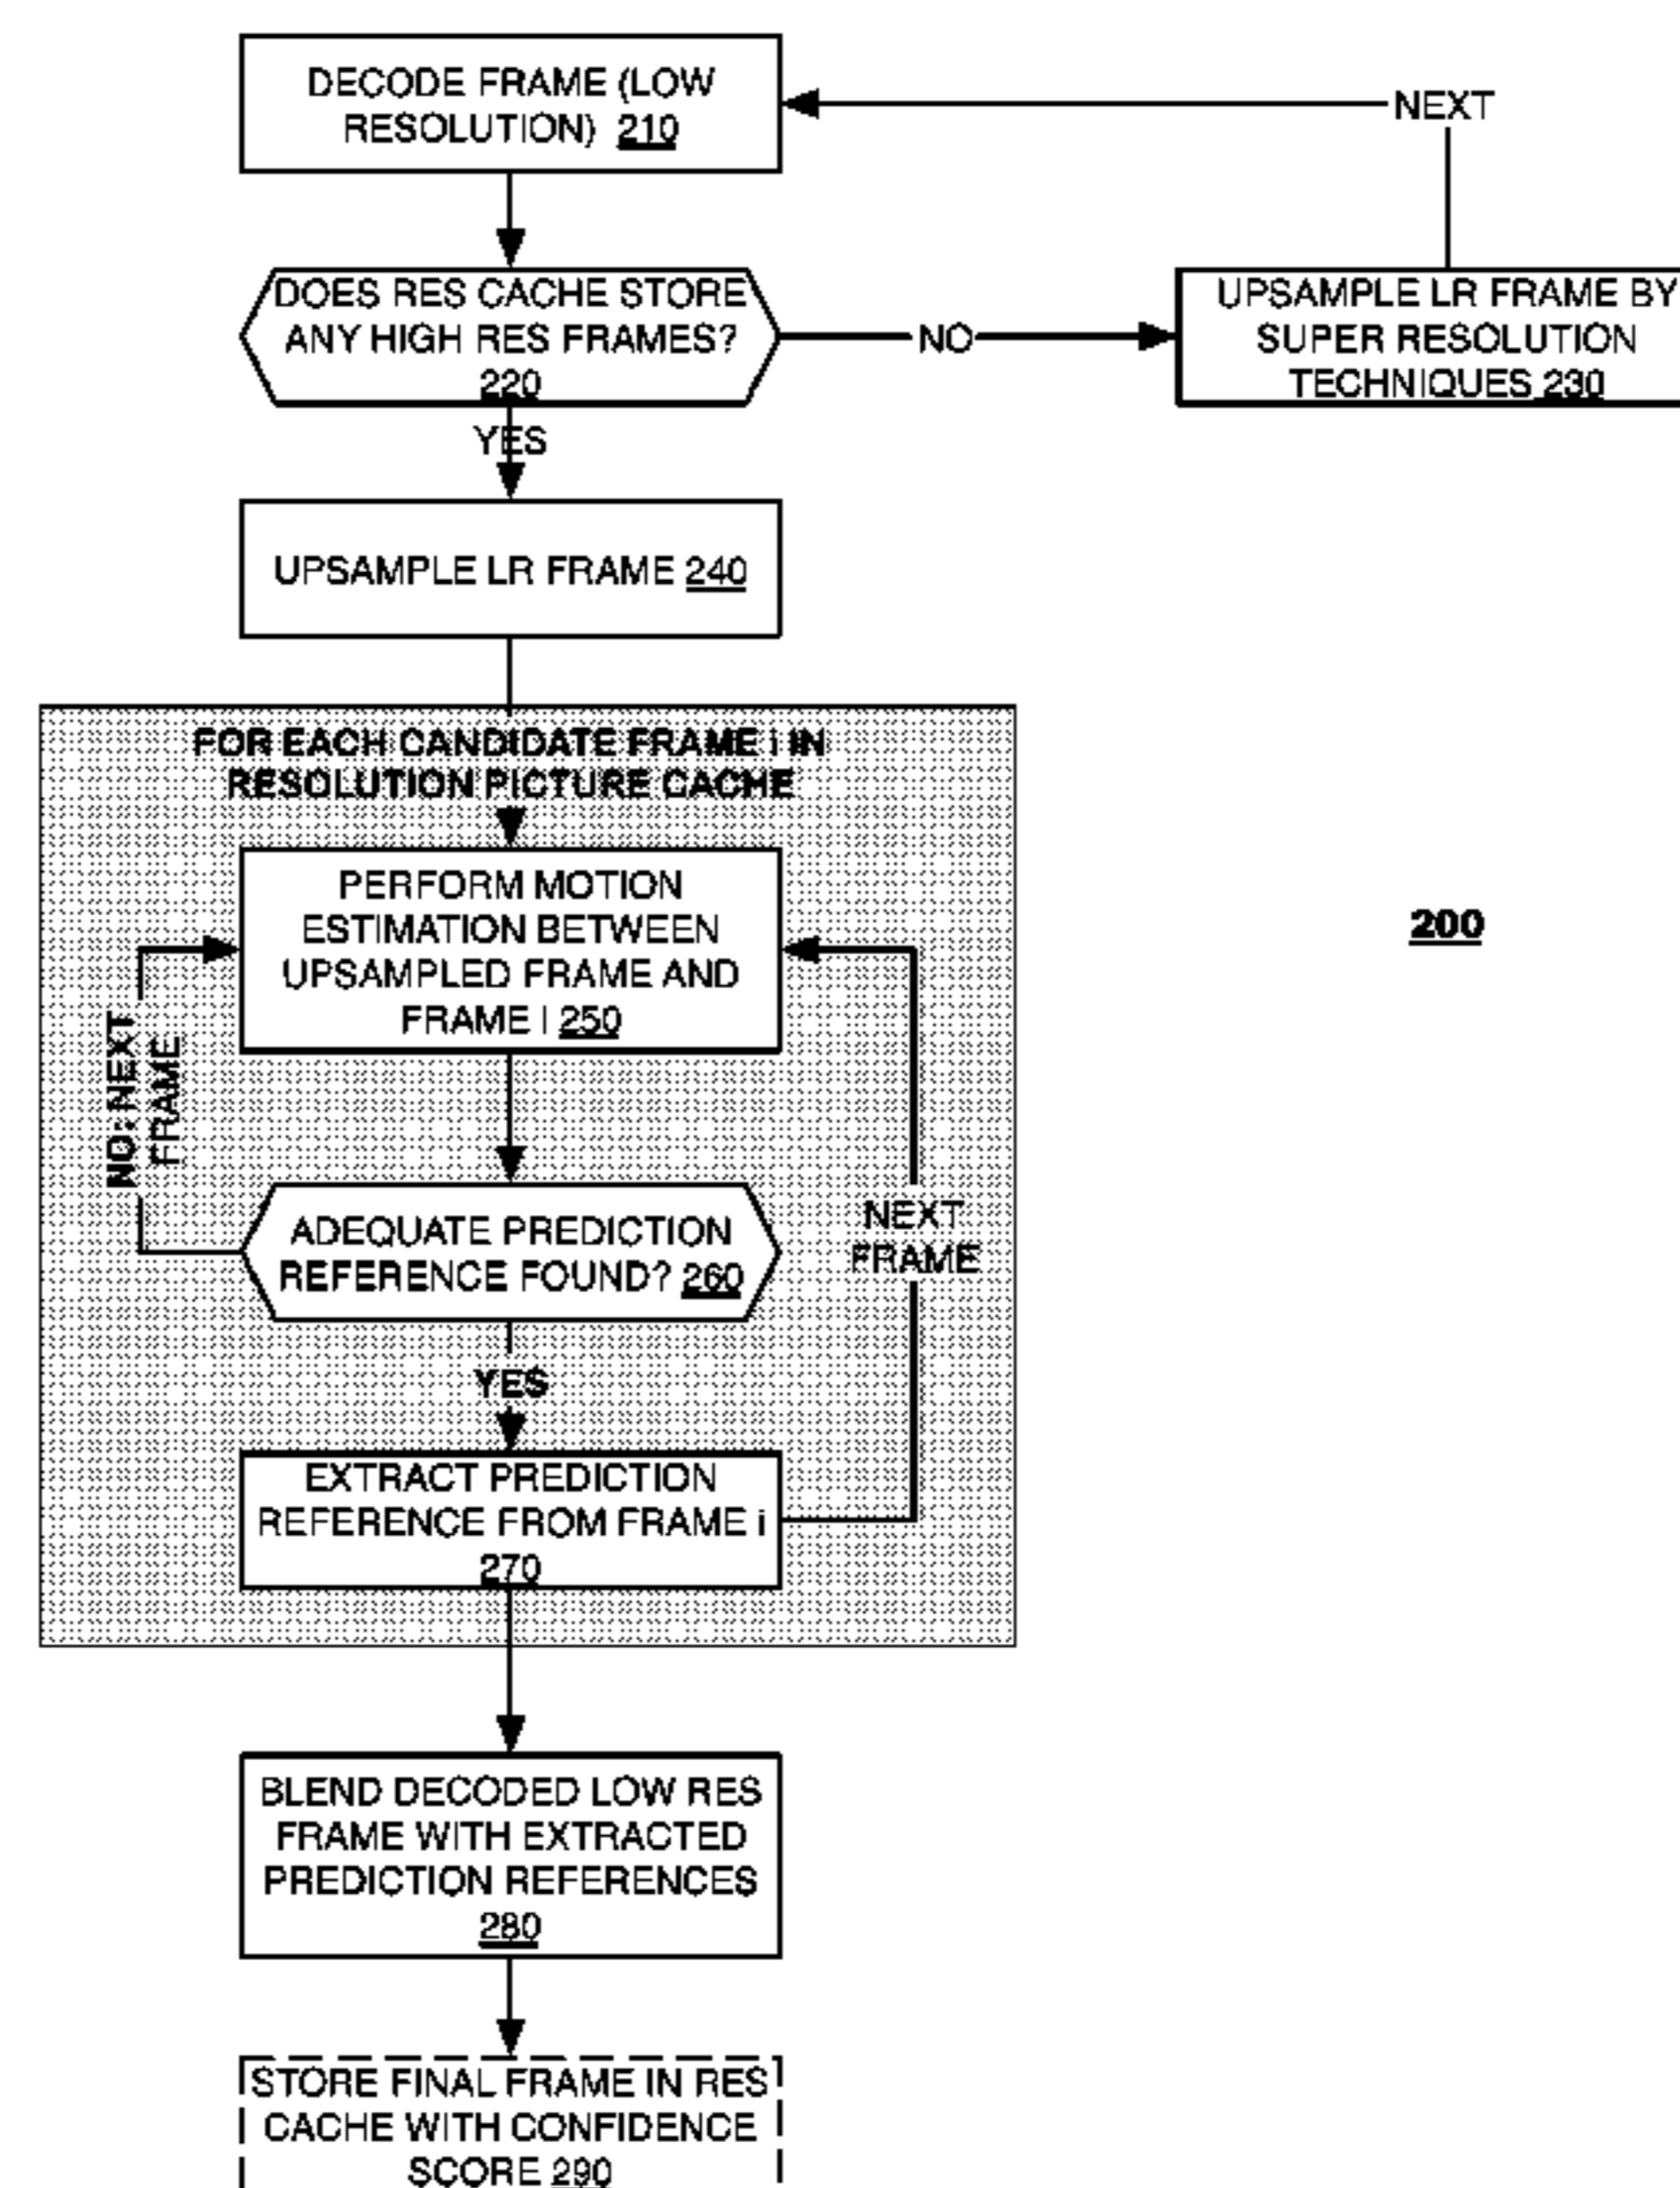 DECODE FRAME (LOW
RESOLUTION) 210
NEXT
DOES RES CACHE STORE
ANY HIGH RES FRAMES?
220
NO
UPSAMPLE LR FRAME BY
SUPER RESOLUTION
TECHNIQUES 230
YES
UPSAMPLE LR FRAME 240
FOR EACH CANDIDATE FRAME i IN
RESOLUTION PICTURE CACHE
PERFORM MOTION
ESTIMATION BETWEEN
UPSAMPLED FRAME AND
FRAME I 250
200
NO: NEXT
FRAME
ADEQUATE PREDICTION
REFERENCE FOUND? 260
NEXT
FRAME
YES
EXTRACT PREDICTION
REFERENCE FROM FRAME i
270
BLEND DECODED LOW RES
FRAME WITH EXTRACTED
PREDICTION REFERENCES
280
STORE FINAL FRAME IN RES
CACHE WITH CONFIDENCE
SCORE 290